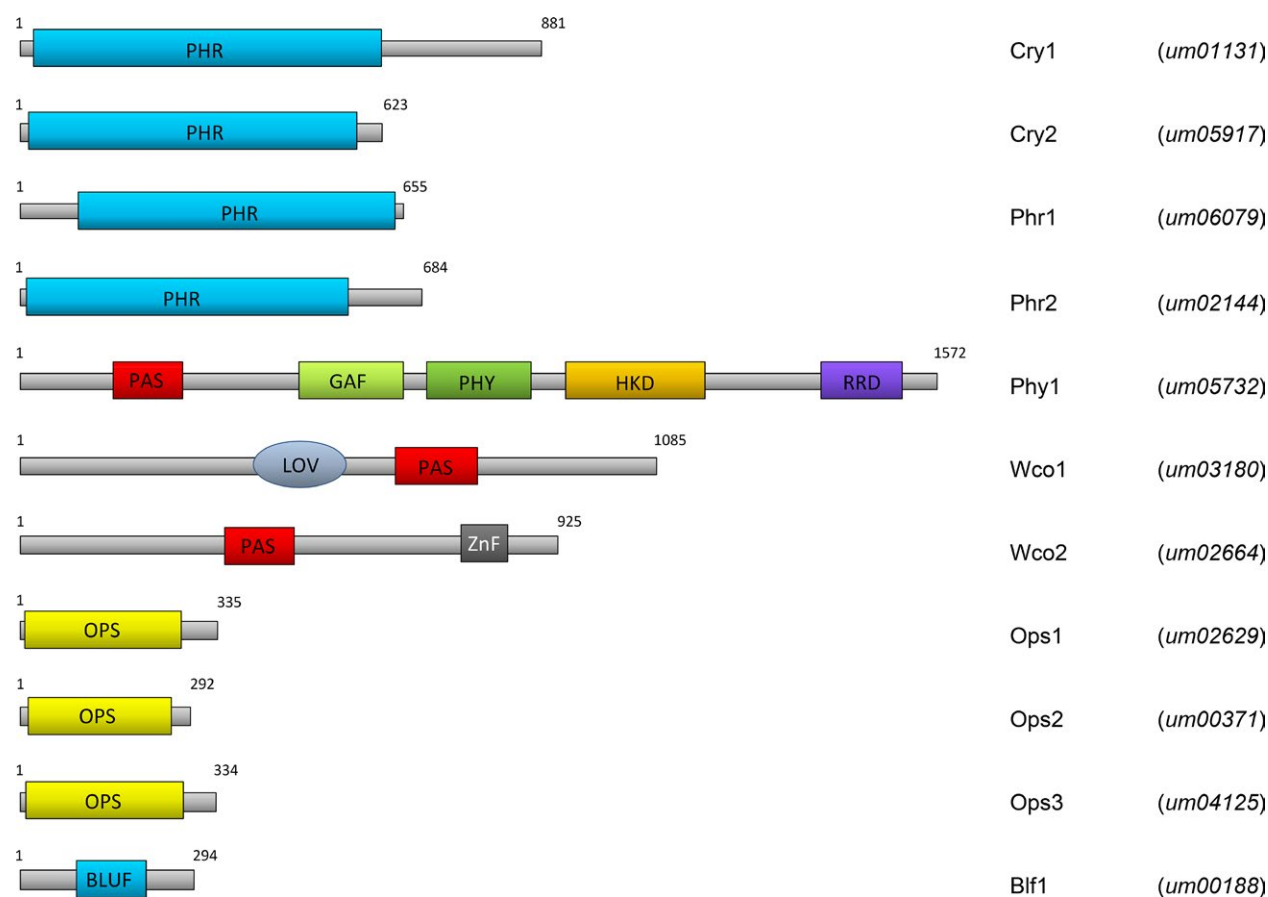 1 881
PHR Cry1 (um01131)
1 623
PHR Cry2 (um05917)
1 655
PHR Phr1 (um06079)
1 684
PHR Phr2 (um02144)
1 1572
PAS GAF PHY HKD RRD Phy1 (um05732)
1 1085
LOV PAS Wco1 (um03180)
1 925
PAS ZnF Wco2 (um02664)
1 335
OPS Ops1 (um02629)
1 292
OPS Ops2 (um00371)
1 334
OPS Ops3 (um04125)
1 294
BLUF Blf1 (um00188)